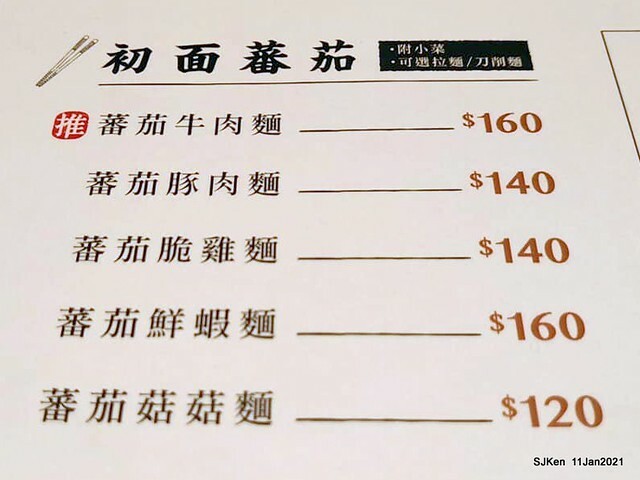 初面蕃茄
·附小菜
·可選拉麵/刀削麵
推 蕃茄牛肉麵 $160
蕃茄豚肉麵 $140
蕃茄脆雞麵 $140
蕃茄鮮蝦麵 $160
蕃茄菇菇麵 $120
SJKen 11Jan2021